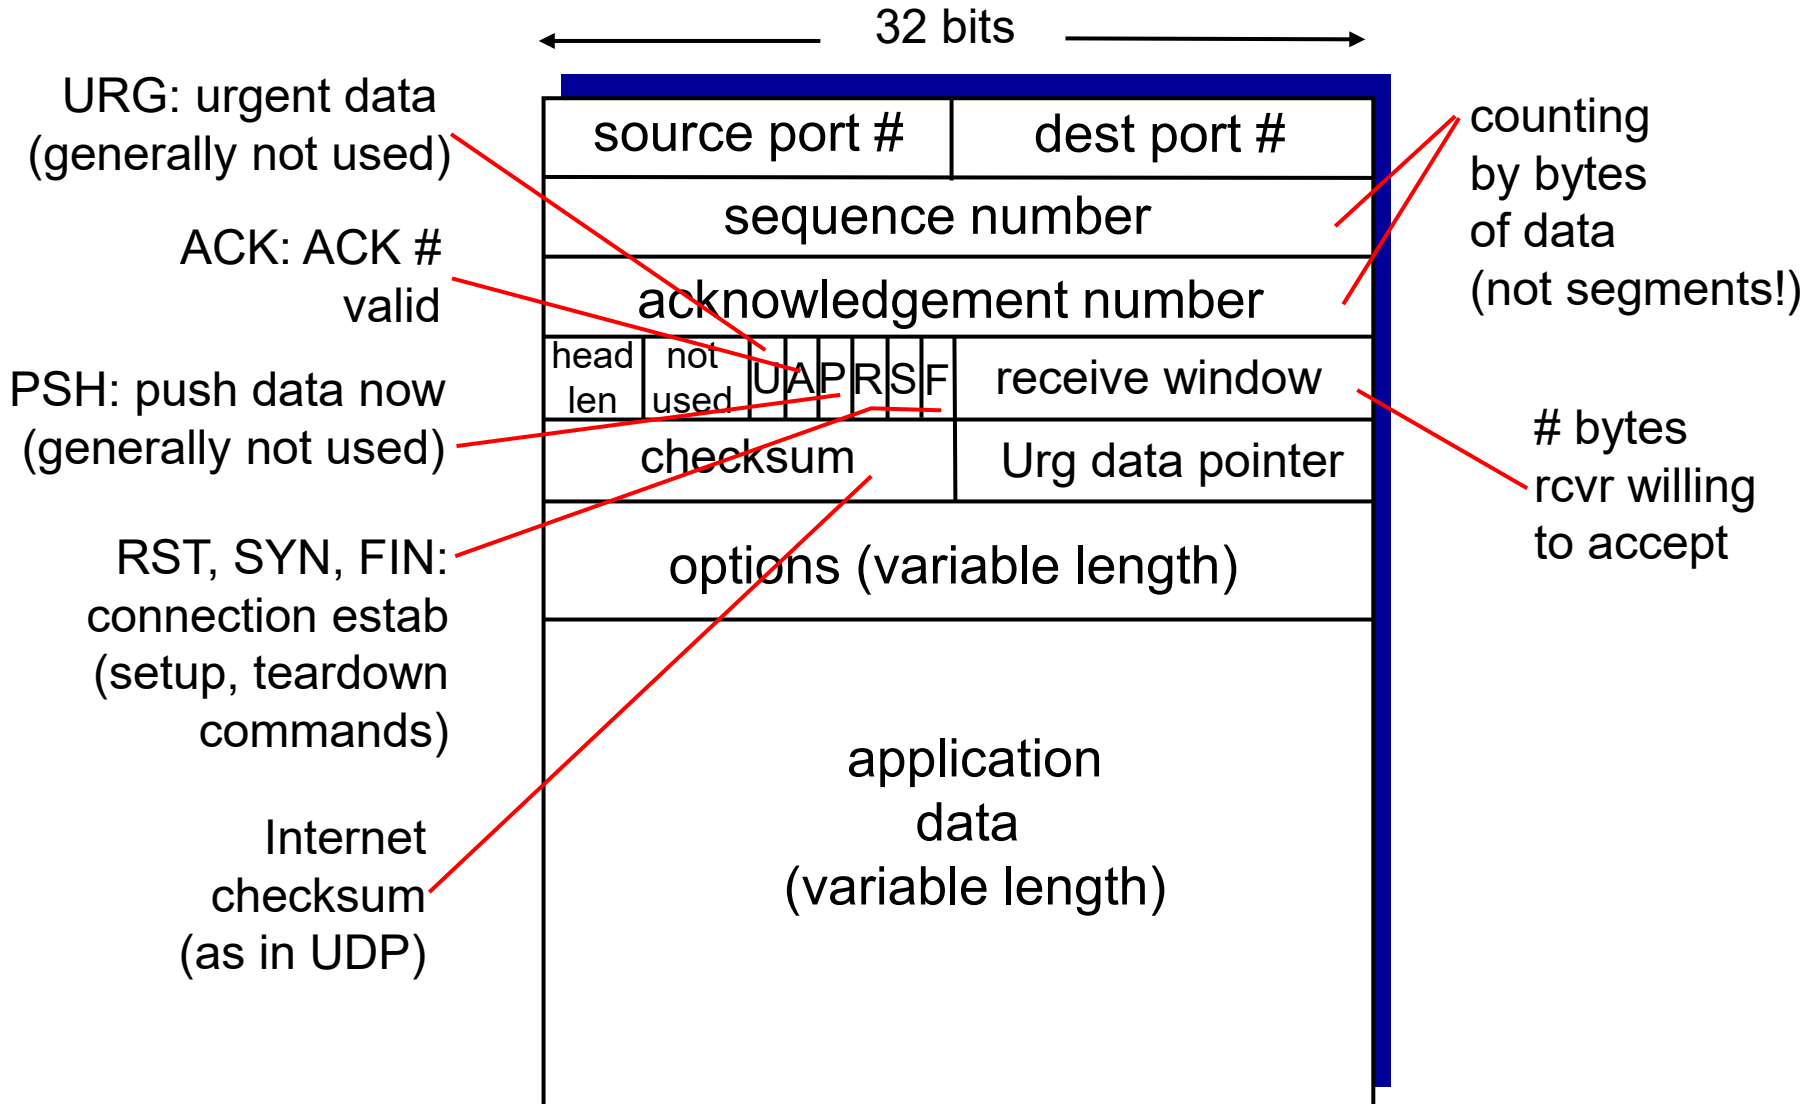 32 bits
URG: urgent data
(generally not used)
ACK: ACK #
valid
PSH: push data now
(generally not used)
RST, SYN, FIN:
connection estab
(setup, teardown
commands)
Internet
checksum
(as in UDP)
source port #
dest port #
sequence number
acknowledgement number
head
len
not
used
U
A
P
R
S
F
receive window
checksum
Urg data pointer
options (variable length)
application
data
(variable length)
counting
by bytes
of data
(not segments!)
# bytes
rcvr willing
to accept